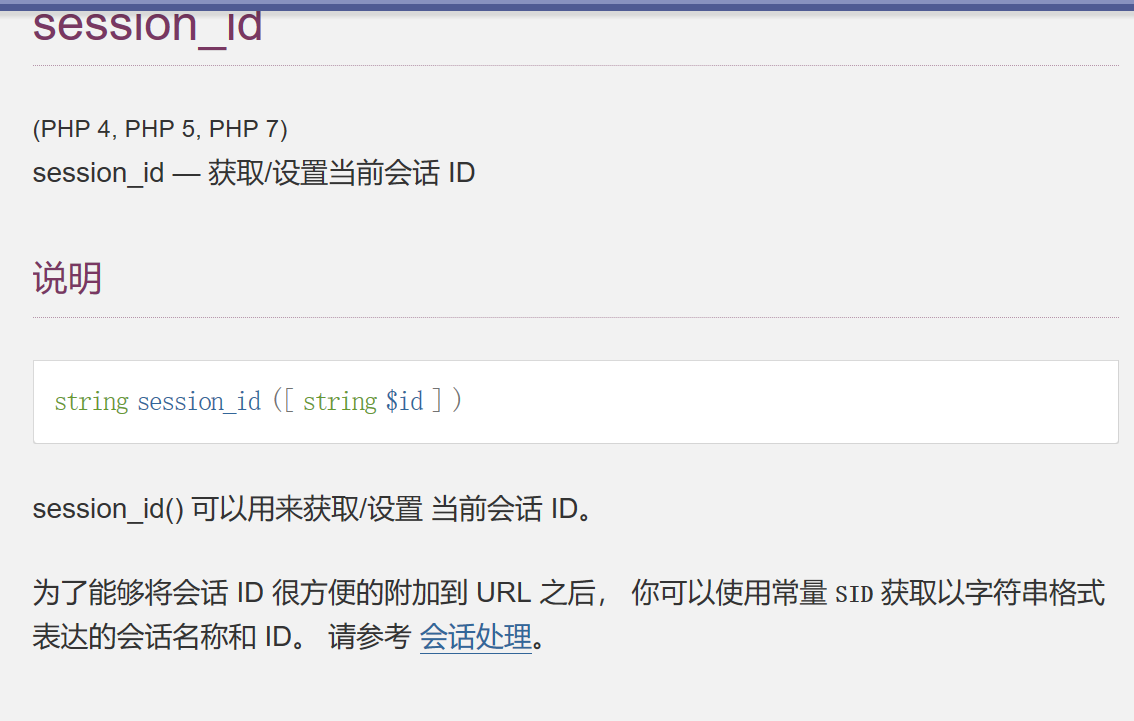 session_id
(PHP 4, PHP 5, PHP 7)
session_id — 获取/设置当前会话 ID
说明
string session_id ([ string $id ] )
session_id() 可以用来获取/设置 当前会话 ID。
为了能够将会话 ID 很方便的附加到 URL 之后， 你可以使用常量 SID 获取以字符串格式
表达的会话名称和 ID。 请参考 会话处理。